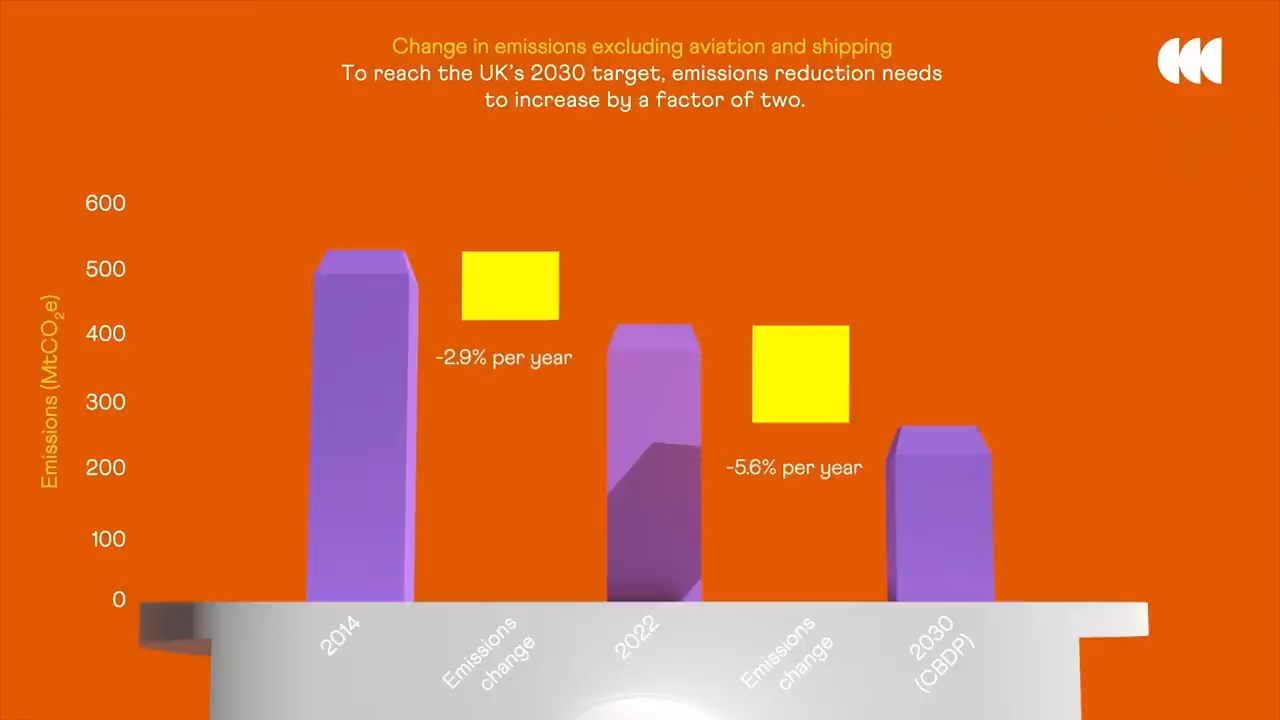 Change in emissions excluding aviation and shipping
To reach the UK's 2030 target, emissions reduction needs
to increase by a factor of two.
600
500
400
300
200
100
0
Emissions (MtCO₂e)
-2.9% per year
-5.6% per year
2014
Emissions
change
2022
Emissions
change
2030
(CBDP)